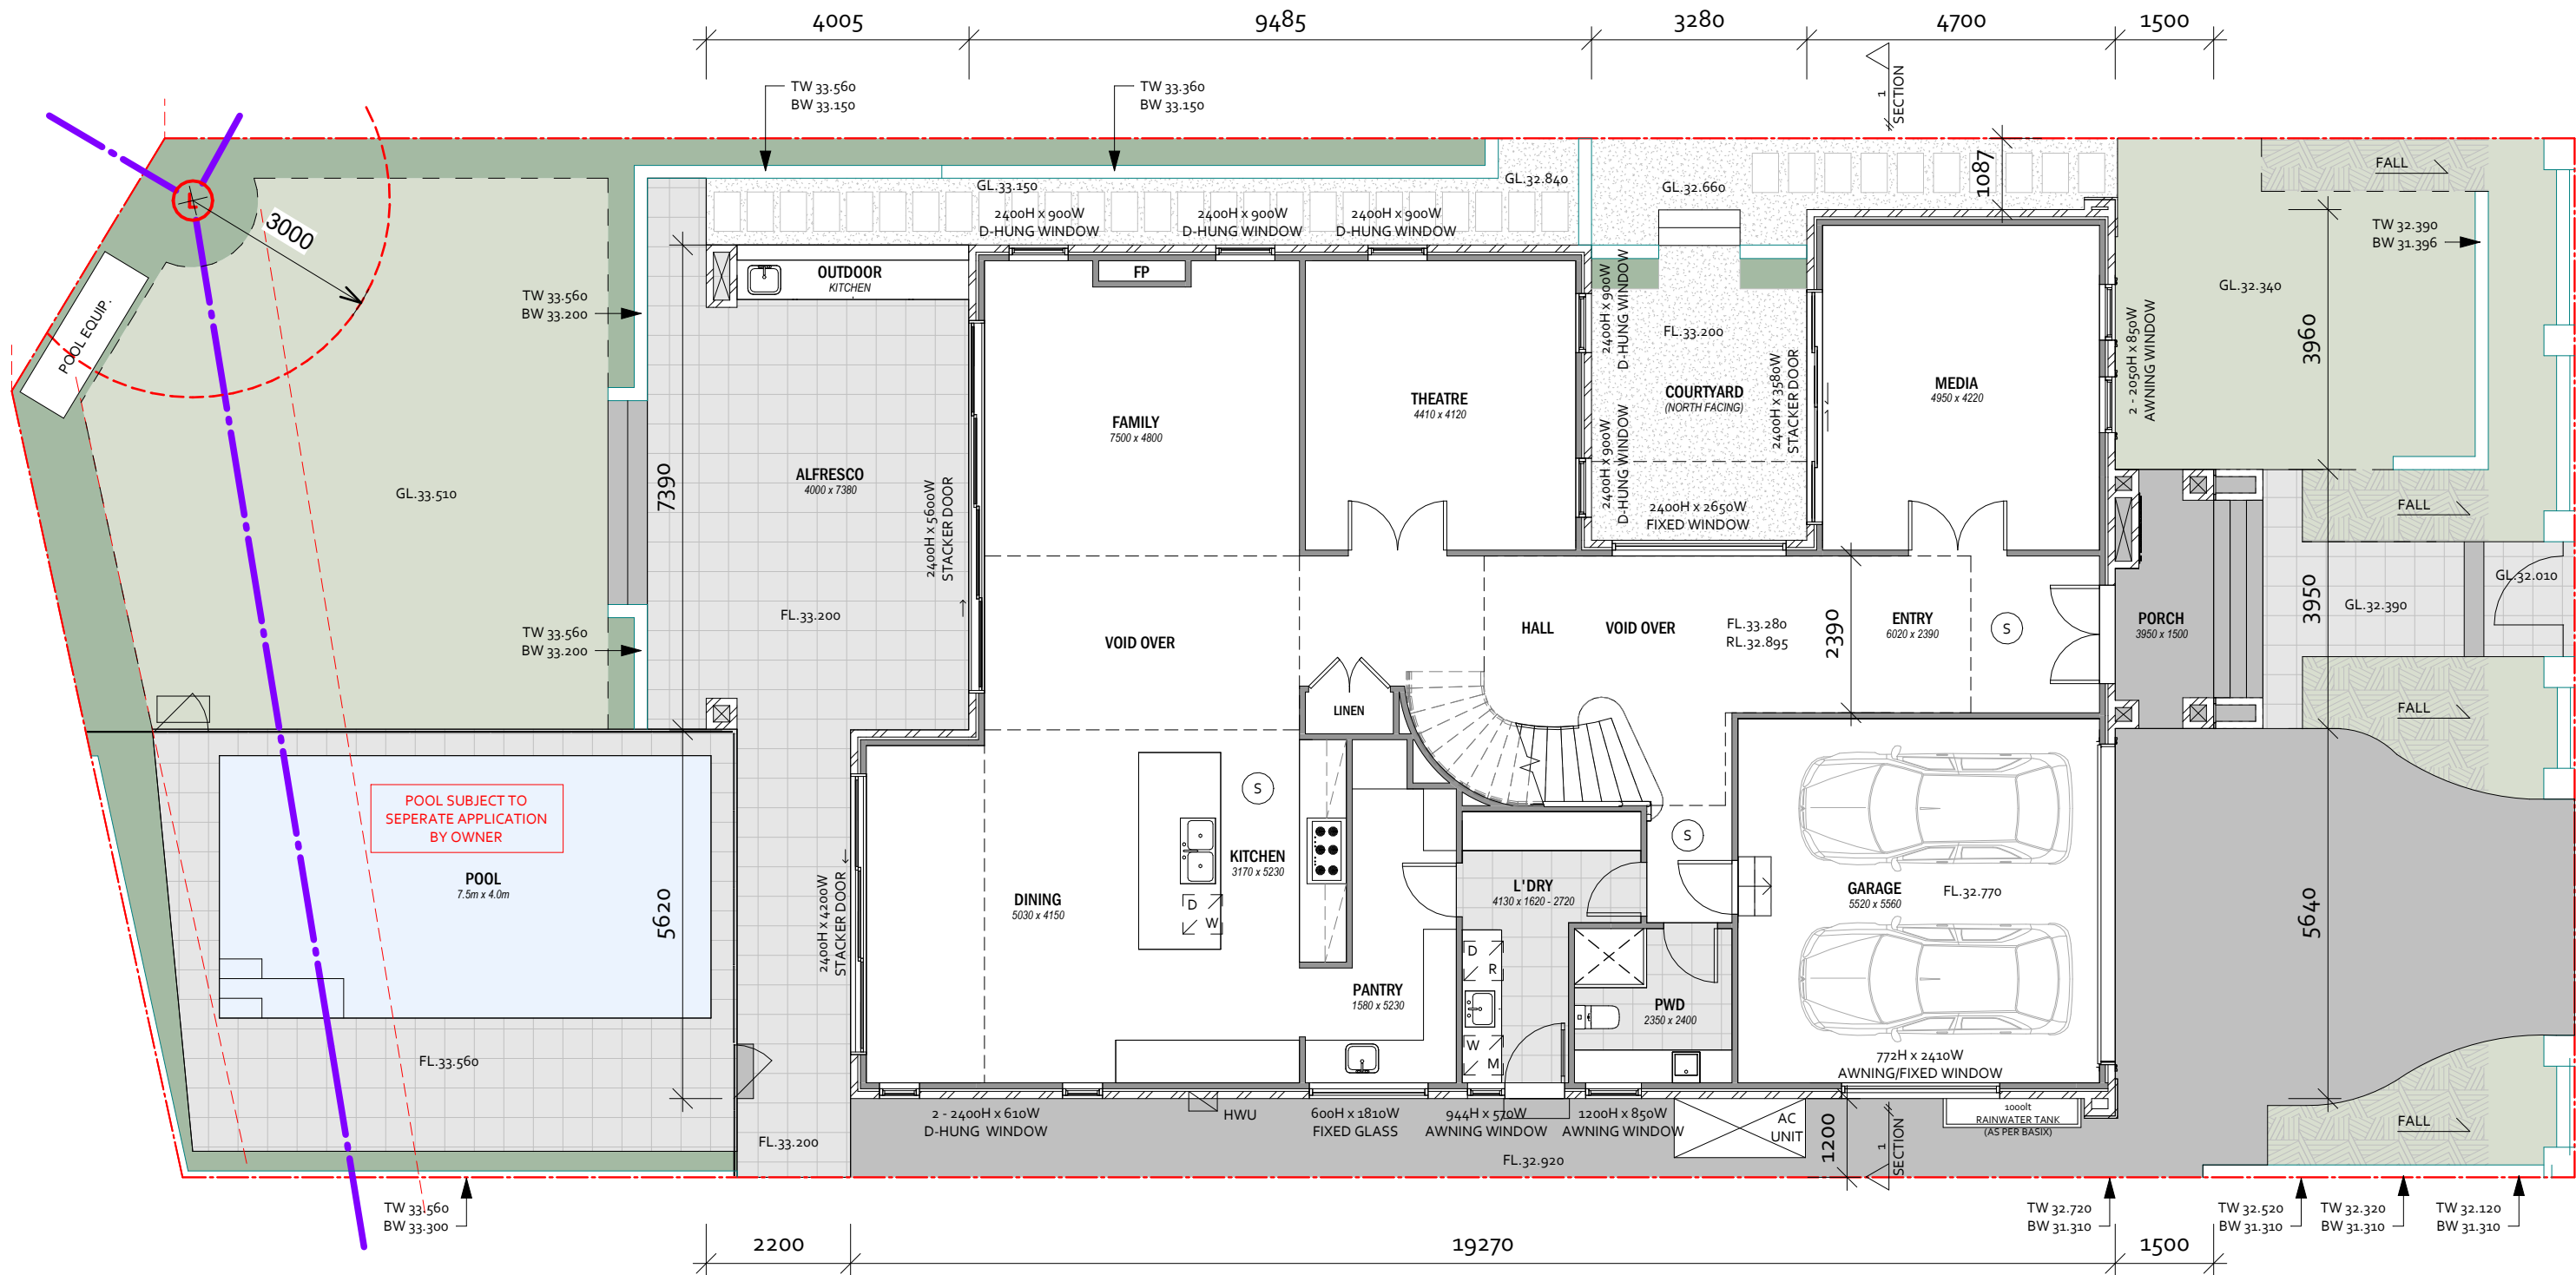 4005
9485
3280
4700
1500
TW 33.560
BW 33.150
TW 33.360
BW 33.150
1
SECTION
1087
FALL
GL.33.150
GL.32.840
GL.32.660
2400H x 900W
D-HUNG WINDOW
2400H x 900W
D-HUNG WINDOW
2400H x 900W
D-HUNG WINDOW
3000
TW 32.390
BW 31.396
OUTDOOR
KITCHEN
FP
2400H x 900W
D-HUNG WINDOW
GL.32.340
TW 33.560
BW 33.200
POOL EQUIP.
FL.33.200
2 - 2050H x 850W
AWNING WINDOW
3960
2400H x 3580W
STACKER DOOR
COURTYARD
(NORTH FACING)
MEDIA
4950 x 4220
THEATRE
4410 x 4120
FAMILY
7500 x 4800
ALFRESCO
4000 x 7380
7390
GL.33.510
2400H x 5600W
STACKER DOOR
2400H x 900W
D-HUNG WINDOW
2400H x 2650W
FIXED WINDOW
FALL
GL.32.010
GL.32.390
3950
FL.33.200
TW 33.560
BW 33.200
VOID OVER
HALL
VOID OVER
FL.33.280
RL.32.895
2390
ENTRY
6020 x 2390
S
PORCH
3950 x 1500
LINEN
FALL
POOL SUBJECT TO
SEPERATE APPLICATION
BY OWNER
POOL
7.5m x 4.0m
5620
2400H x 4200W
STACKER DOOR
DINING
5030 x 4150
S
KITCHEN
3170 x 5230
D
W
S
L'DRY
4130 x 1620 - 2720
GARAGE
5520 x 5560
FL.32.770
5640
D
R
W
M
PANTRY
1580 x 5230
PWD
2350 x 2400
FL.33.560
772H x 2410W
AWNING/FIXED WINDOW
2 - 2400H x 610W
D-HUNG WINDOW
HWU
600H x 1810W
FIXED GLASS
944H x 570W
AWNING WINDOW
1200H x 850W
AWNING WINDOW
AC
UNIT
1000lt
RAINWATER TANK
(AS PER BASIX)
FALL
FL.33.200
FL.32.920
1200
1
SECTION
TW 33.560
BW 33.300
TW 32.720
BW 31.310
TW 32.520
BW 31.310
TW 32.320
BW 31.310
TW 32.120
BW 31.310
2200
19270
1500